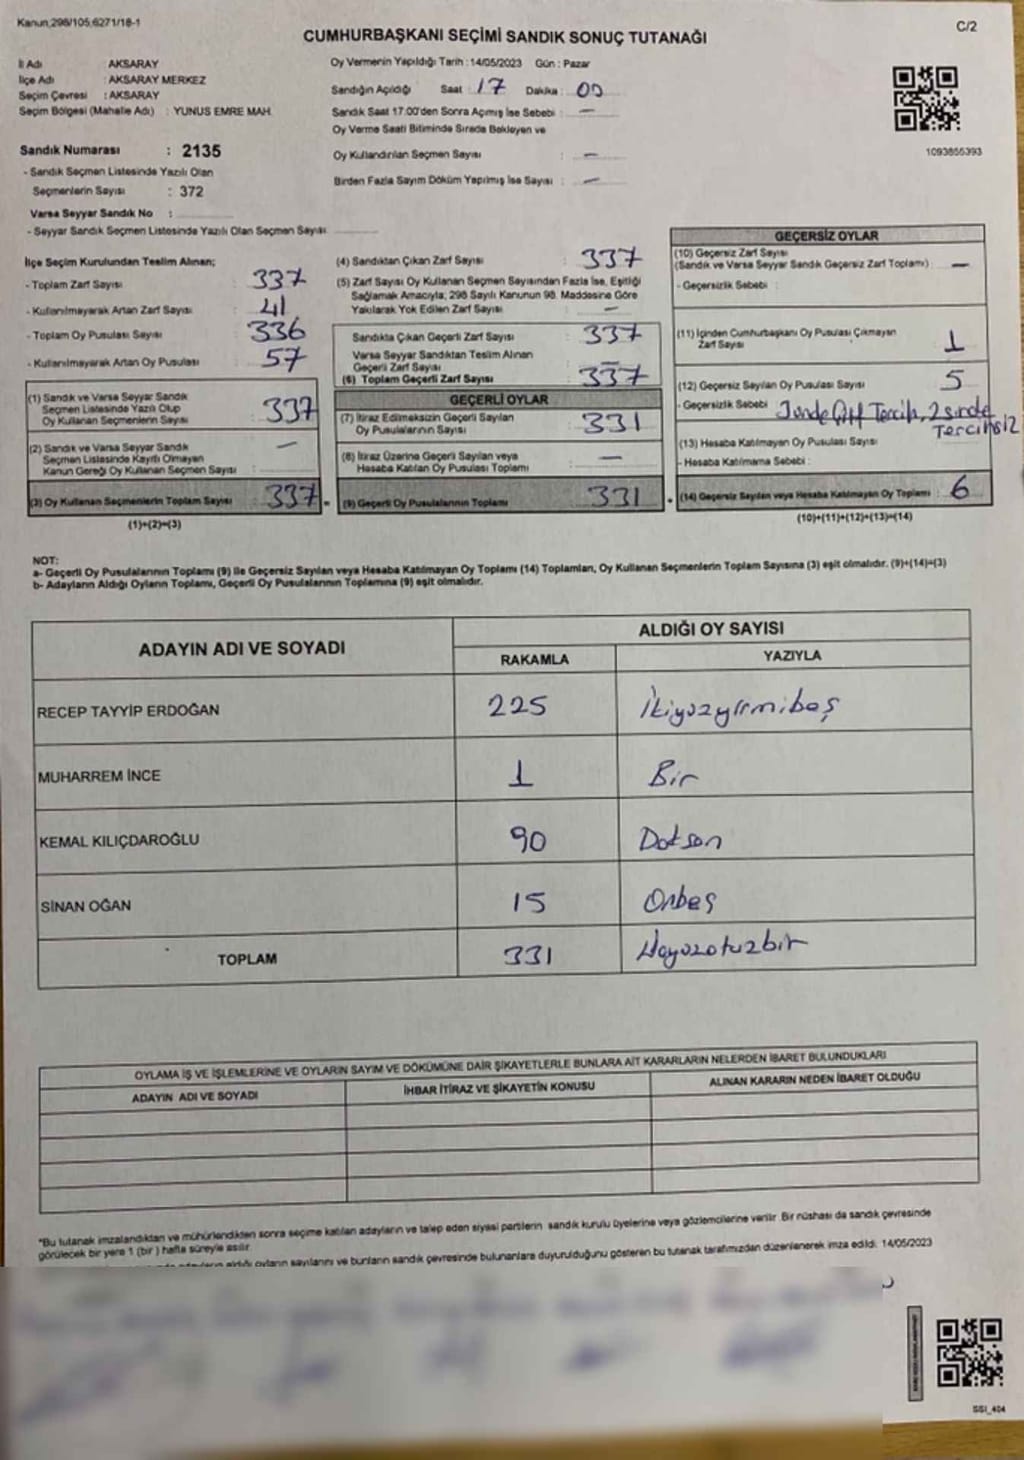 Kanun;298/105,6271/18-1
C/2
CUMHURBAŞKANI SEÇİMİ SANDIK SONUÇ TUTANAĞI
İl Adı : AKSARAY
İlçe Adı : AKSARAY MERKEZ
Seçim Çevresi : AKSARAY
Seçim Bölgesi (Mahalle Adı) : YUNUS EMRE MAH.
Sandık Numarası : 2135
- Sandık Seçmen Listesinde Yazılı Olan
Seçmenlerin Sayısı : 372
Varsa Seyyar Sandık No :
- Seyyar Sandık Seçmen Listesinde Yazılı Olan Seçmen Sayısı
Oy Vermenin Yapıldığı Tarih : 14/05/2023 Gün : Pazar
Sandığın Açıldığı Saat : 17 Dakika : 00
Sandık Saat 17.00'den Sonra Açımış İse Sebebi : —
Oy Verme Saati Bitiminde Sırada Bekleyen ve
Oy Kullandırılan Seçmen Sayısı : —
Birden Fazla Sayım Döküm Yapılmış İse Sayısı : —
1093855393
İlçe Seçim Kurulundan Teslim Alınan;
- Toplam Zarf Sayısı : 337
- Kullanılmayarak Artan Zarf Sayısı : 41
- Toplam Oy Pusulası Sayısı : 336
- Kullanılmayarak Artan Oy Pusulası : 57
(1) Sandık ve Varsa Seyyar Sandık
Seçmen Listesinde Yazılı Olup
Oy Kullanan Seçmenlerin Sayısı : 337
(2) Sandık ve Varsa Seyyar Sandık
Seçmen Listesinde Kayıtlı Olmayan
Kanun Gereği Oy Kullanan Seçmen Sayısı : —
(3) Oy Kullanan Seçmenlerin Toplam Sayısı : 337 =
(1)+(2)=(3)
(4) Sandıktan Çıkan Zarf Sayısı : 337
(5) Zarf Sayısı Oy Kullanan Seçmen Sayısından Fazla İse, Eşitliği
Sağlamak Amacıyla; 298 Sayılı Kanunun 98. Maddesine Göre
Yakılarak Yok Edilen Zarf Sayısı : —
Sandıkta Çıkan Geçerli Zarf Sayısı : 337
Varsa Seyyar Sandıktan Teslim Alınan
Geçerli Zarf Sayısı : —
(6) Toplam Geçerli Zarf Sayısı : 337
GEÇERLİ OYLAR
(7) İtiraz Edilmeksizin Geçerli Sayılan
Oy Pusulalarının Sayısı : 331
(8) İtiraz Üzerine Geçerli Sayılan veya
Hesaba Katılan Oy Pusulası Toplamı : —
(9) Geçerli Oy Pusulalarının Toplamı : 331 +
GEÇERSİZ OYLAR
(10) Geçersiz Zarf Sayısı
(Sandık ve Varsa Seyyar Sandık Geçersiz Zarf Toplamı) : —
- Geçersizlik Sebebi :
(11) İçinden Cumhurbaşkanı Oy Pusulası Çıkmayan
Zarf Sayısı : 1
(12) Geçersiz Sayılan Oy Pusulası Sayısı : 5
- Geçersizlik Sebebi : 3ünde Çift Tercih, 2sinde
Tercihsiz
(13) Hesaba Katılmayan Oy Pusulası Sayısı :
- Hesaba Katılmama Sebebi :
(14) Geçersiz Sayılan veya Hesaba Katılmayan Oy Toplamı : 6
(10)+(11)+(12)+(13)=(14)
NOT:
a- Geçerli Oy Pusulalarının Toplamı (9) ile Geçersiz Sayılan veya Hesaba Katılmayan Oy Toplamı (14) Toplamları, Oy Kullanan Seçmenlerin Toplam Sayısına (3) eşit olmalıdır. (9)+(14)=(3)
b- Adayların Aldığı Oyların Toplamı, Geçerli Oy Pusulalarının Toplamına (9) eşit olmalıdır.
ADAYIN ADI VE SOYADI
ALDIĞI OY SAYISI
RAKAMLA YAZIYLA
RECEP TAYYİP ERDOĞAN 225 İkiyüzyirmibeş
MUHARREM İNCE 1 Bir
KEMAL KILIÇDAROĞLU 90 Doksan
SİNAN OĞAN 15 Onbeş
TOPLAM 331 Üçyüzotuzbir
OYLAMA İŞ VE İŞLEMLERİNE VE OYLARIN SAYIM VE DÖKÜMÜNE DAİR ŞİKAYETLERLE BUNLARA AİT KARARLARIN NELERDEN İBARET BULUNDUKLARI
ADAYIN ADI VE SOYADI İHBAR İTİRAZ VE ŞİKAYETİN KONUSU ALINAN KARARIN NEDEN İBARET OLDUĞU
*Bu tutanak imzalandıktan ve mühürlendikten sonra seçime katılan adayların ve talep eden siyasi partilerin sandık kurulu üyelerine veya gözlemcilerine verilir. Bir nüshası da sandık çevresinde
görülecek bir yere 1 (bir) hafta süreyle asılır.
adayların aldığı oyların sayılarını ve bunların sandık çevresinde bulunanlara duyurulduğunu gösteren bu tutanak tarafımızdan düzenlenerek imza edildi. 14/05/2023
SSI_404